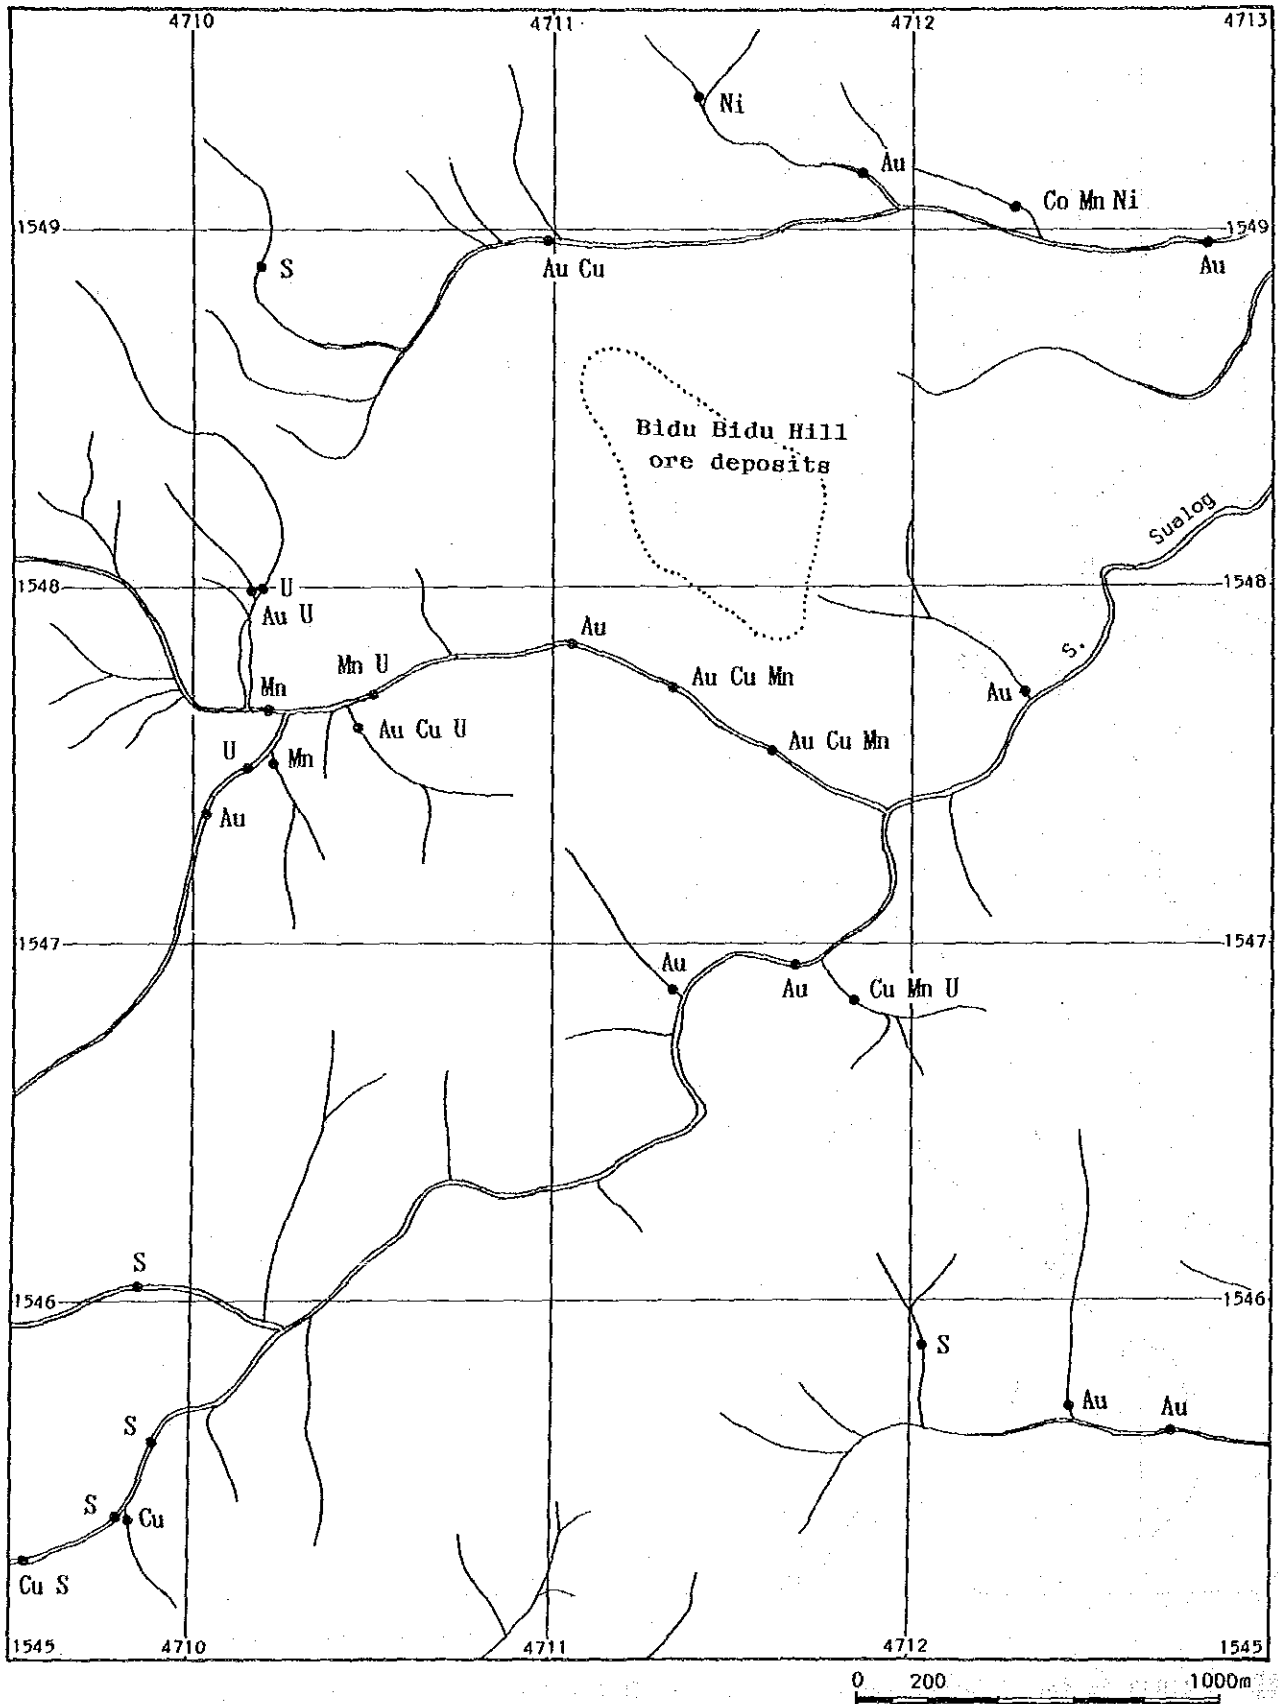 4710 4711 4712 4713
Ni
Au
Co Mn Ni
1549 1549
S
Au Cu
Au
Bidu Bidu Hill
ore deposits
Sualog
1548 U 1548
Au U
Au
S.
Mn U
Mn
Au Cu Mn
Au
Au Cu U
U
Mn
Au Cu Mn
Au
1547 1547
Au
Au
Cu Mn U
S
1546 1546
S
Au
Au
S
S
Cu
Cu S
1545 4710 4711 4712 1545
0 200 1000m